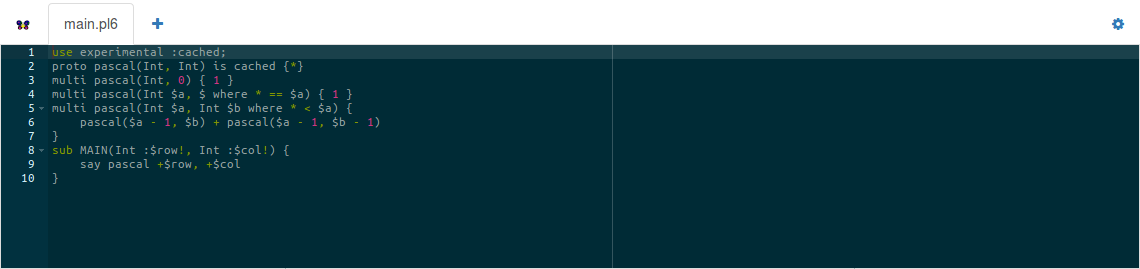 main.pl6 +
1 use experimental :cached;
2 proto pascal(Int, Int) is cached {*}
3 multi pascal(Int, 0) { 1 }
4 multi pascal(Int $a, $ where * == $a) { 1 }
5 multi pascal(Int $a, Int $b where * < $a) {
6     pascal($a - 1, $b) + pascal($a - 1, $b - 1)
7 }
8 sub MAIN(Int :$row!, Int :$col!) {
9     say pascal +$row, +$col
10 }